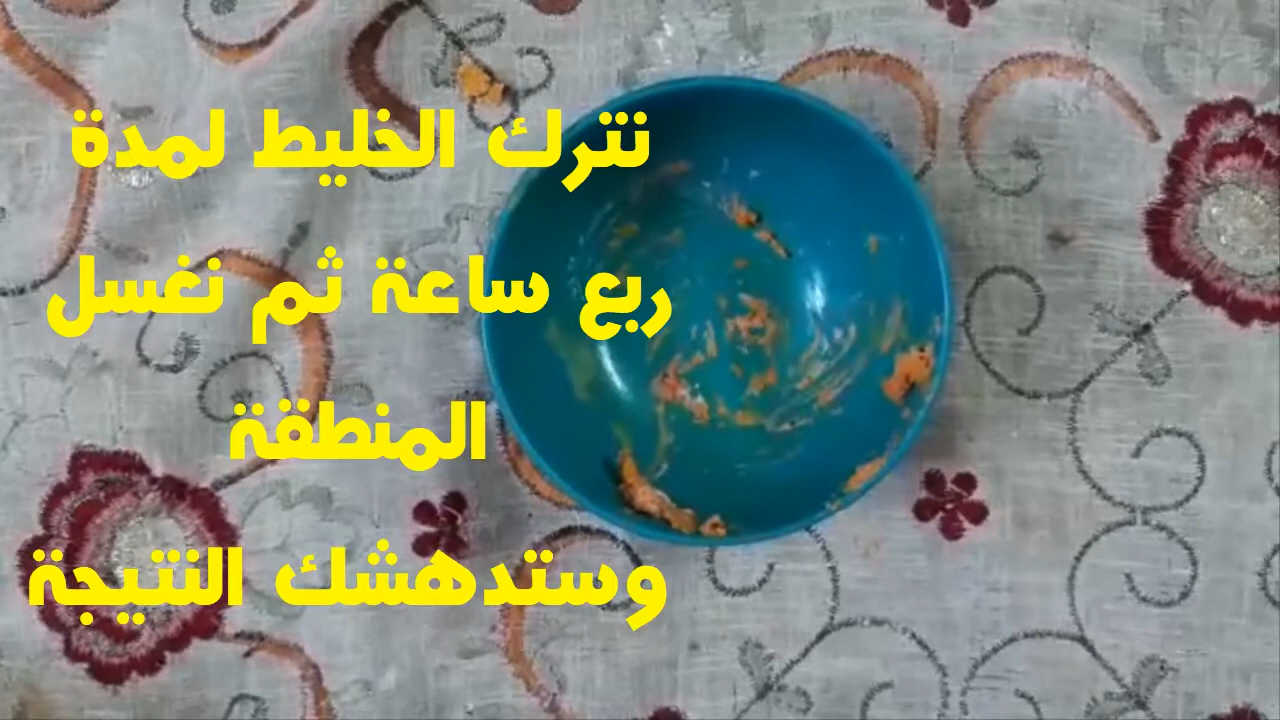 نترك الخليط لمدة
ربع ساعة ثم نغسل
المنطقة
وستدهشك النتيجة